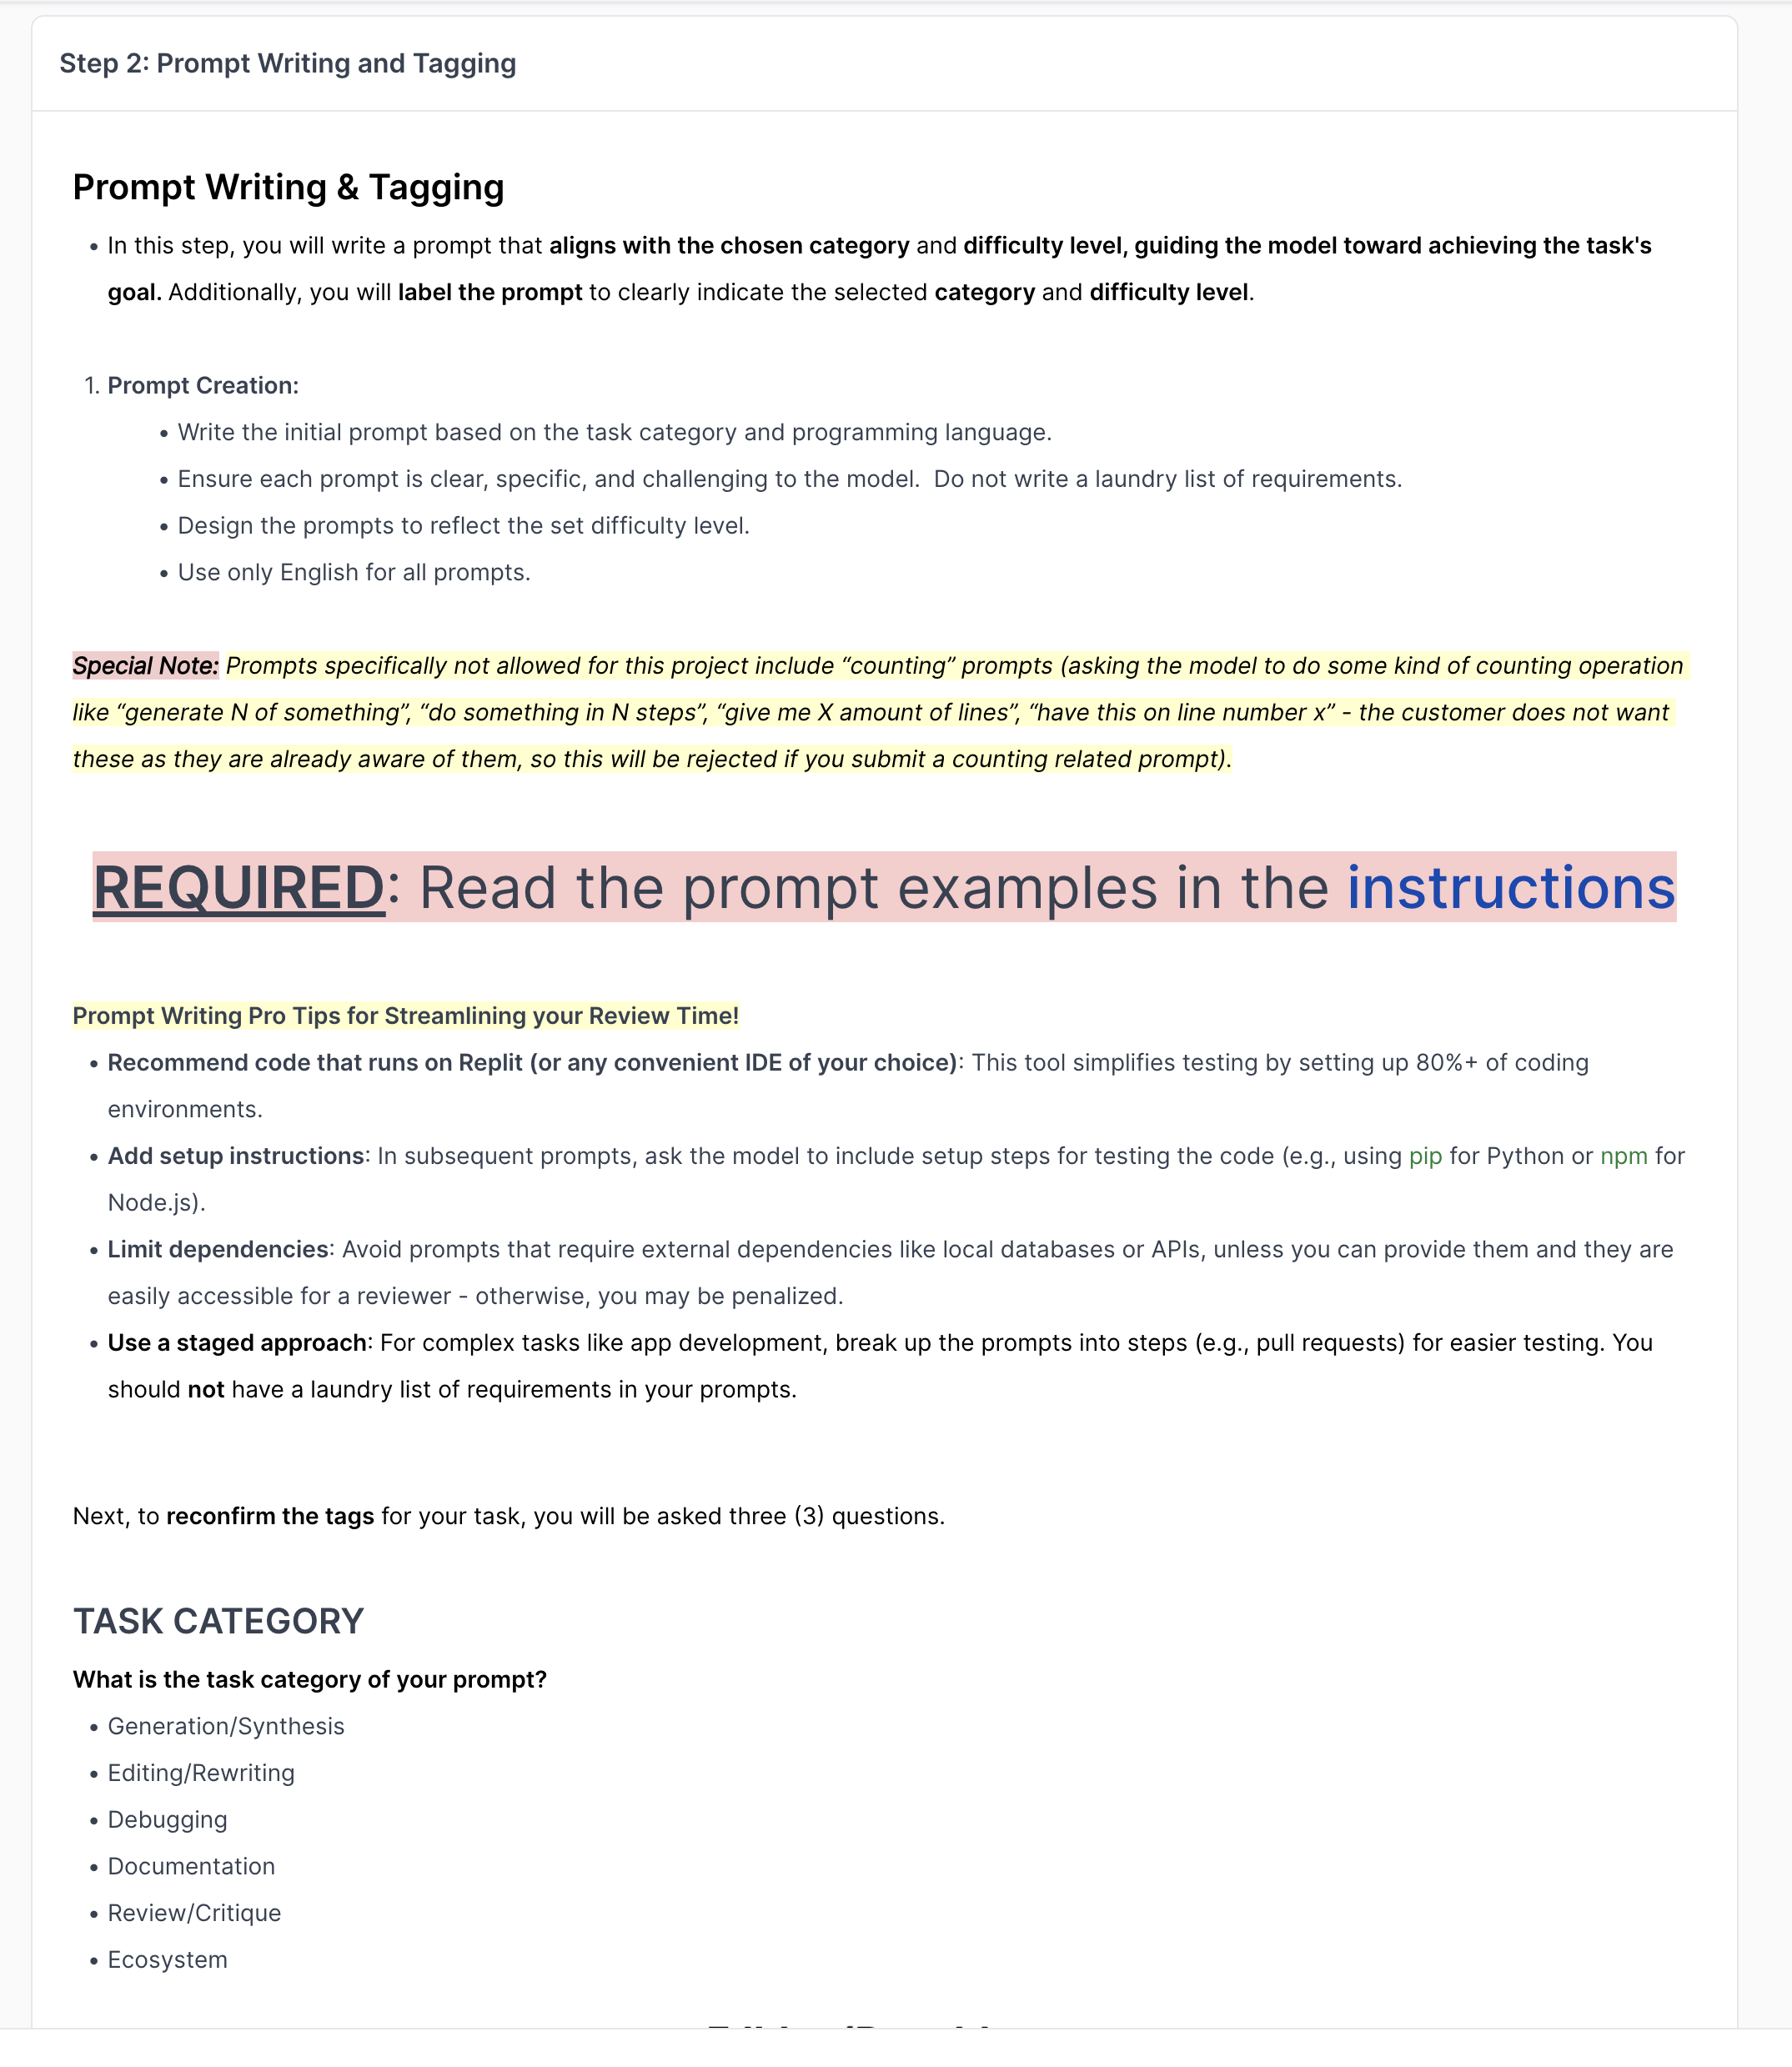 Step 2: Prompt Writing and Tagging
Prompt Writing & Tagging
• In this step, you will write a prompt that aligns with the chosen category and difficulty level, guiding the model toward achieving the task's
goal. Additionally, you will label the prompt to clearly indicate the selected category and difficulty level.
1. Prompt Creation:
• Write the initial prompt based on the task category and programming language.
• Ensure each prompt is clear, specific, and challenging to the model.  Do not write a laundry list of requirements.
• Design the prompts to reflect the set difficulty level.
• Use only English for all prompts.
Special Note: Prompts specifically not allowed for this project include “counting” prompts (asking the model to do some kind of counting operation
like “generate N of something”, “do something in N steps”, “give me X amount of lines”, “have this on line number x” - the customer does not want
these as they are already aware of them, so this will be rejected if you submit a counting related prompt).
REQUIRED: Read the prompt examples in the instructions
Prompt Writing Pro Tips for Streamlining your Review Time!
• Recommend code that runs on Replit (or any convenient IDE of your choice): This tool simplifies testing by setting up 80%+ of coding
environments.
• Add setup instructions: In subsequent prompts, ask the model to include setup steps for testing the code (e.g., using pip for Python or npm for
Node.js).
• Limit dependencies: Avoid prompts that require external dependencies like local databases or APIs, unless you can provide them and they are
easily accessible for a reviewer - otherwise, you may be penalized.
• Use a staged approach: For complex tasks like app development, break up the prompts into steps (e.g., pull requests) for easier testing. You
should not have a laundry list of requirements in your prompts.
Next, to reconfirm the tags for your task, you will be asked three (3) questions.
TASK CATEGORY
What is the task category of your prompt?
• Generation/Synthesis
• Editing/Rewriting
• Debugging
• Documentation
• Review/Critique
• Ecosystem